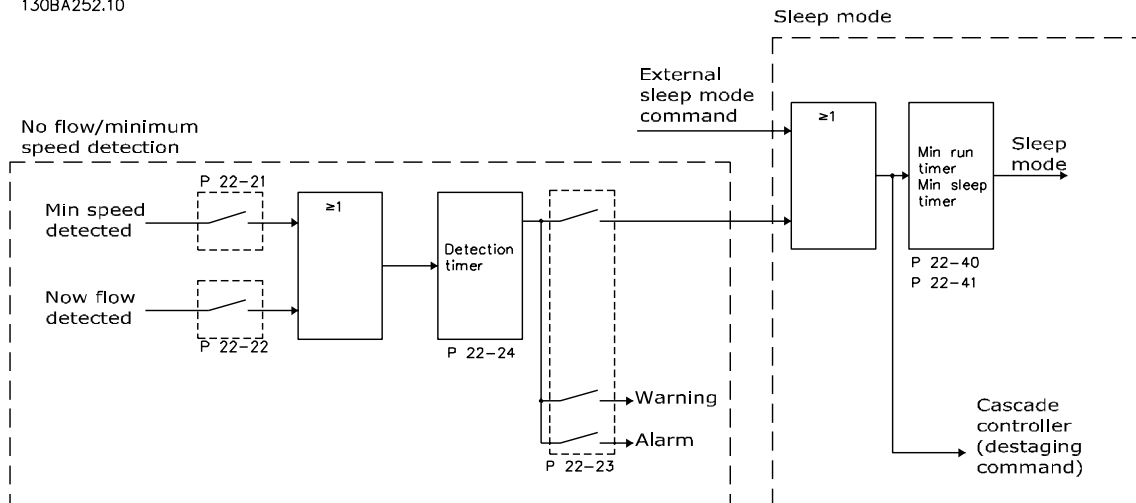 130BA252.10
Sleep mode
External
sleep mode
command
≥1
Min run
timer
Min sleep
timer
Sleep
mode
P 22-40
P 22-41
No flow/minimum
speed detection
P 22-21
Min speed
detected
≥1
Detection
timer
Now flow
detected
P 22-22
P 22-24
Warning
Alarm
P 22-23
Cascade
controller
(destaging
command)